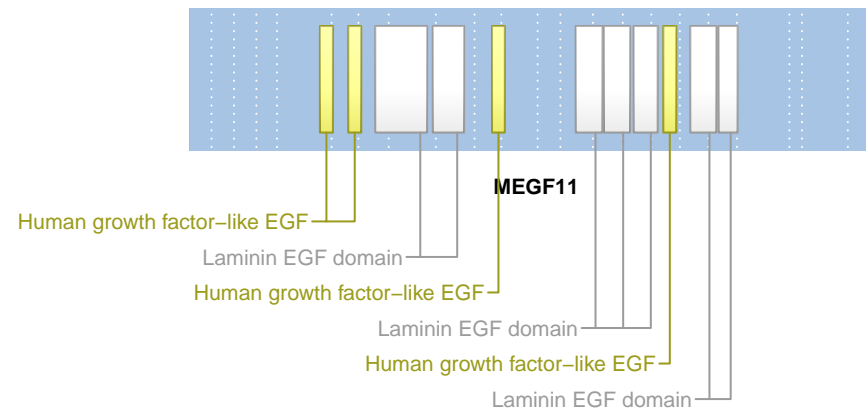 MEGF11
Human growth factor−like EGF
Laminin EGF domain
Human growth factor−like EGF
Laminin EGF domain
Human growth factor−like EGF
Laminin EGF domain